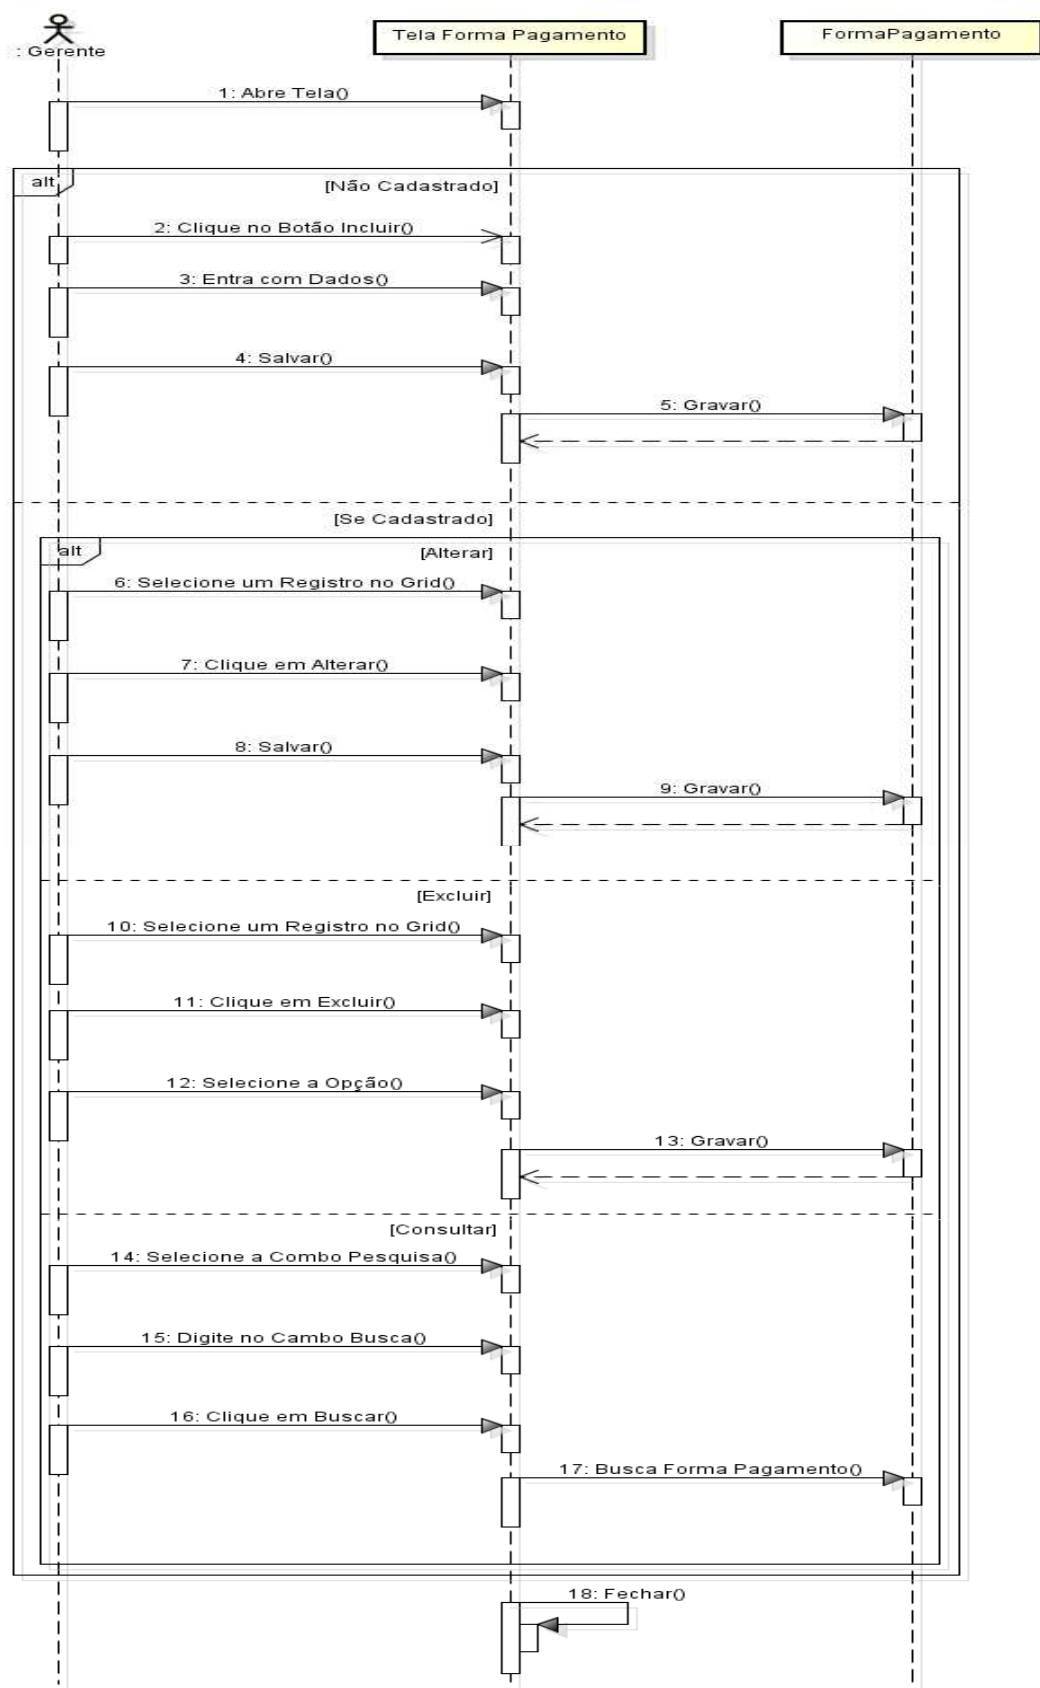 : Gerente
Tela Forma Pagamento
FormaPagamento
1: Abre Tela()
alt
[Não Cadastrado]
2: Clique no Botão Incluir()
3: Entra com Dados()
4: Salvar()
5: Gravar()
[Se Cadastrado]
alt
[Alterar]
6: Selecione um Registro no Grid()
7: Clique em Alterar()
8: Salvar()
9: Gravar()
[Excluir]
10: Selecione um Registro no Grid()
11: Clique em Excluir()
12: Selecione a Opção()
13: Gravar()
[Consultar]
14: Selecione a Combo Pesquisa()
15: Digite no Cambo Busca()
16: Clique em Buscar()
17: Busca Forma Pagamento()
18: Fechar()